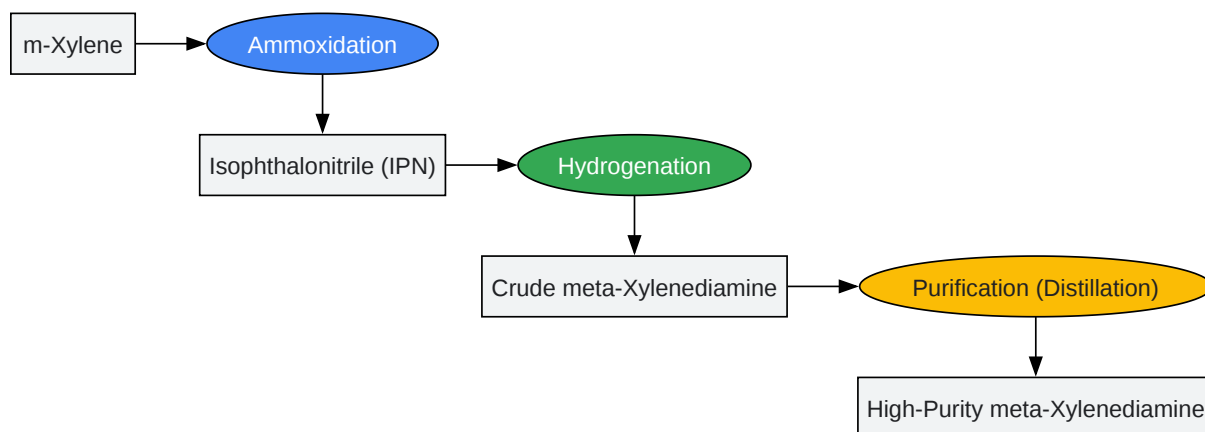 m-Xylene
Ammoxidation
Isophthalonitrile (IPN)
Hydrogenation
Crude meta-Xylenediamine
Purification (Distillation)
High-Purity meta-Xylenediamine